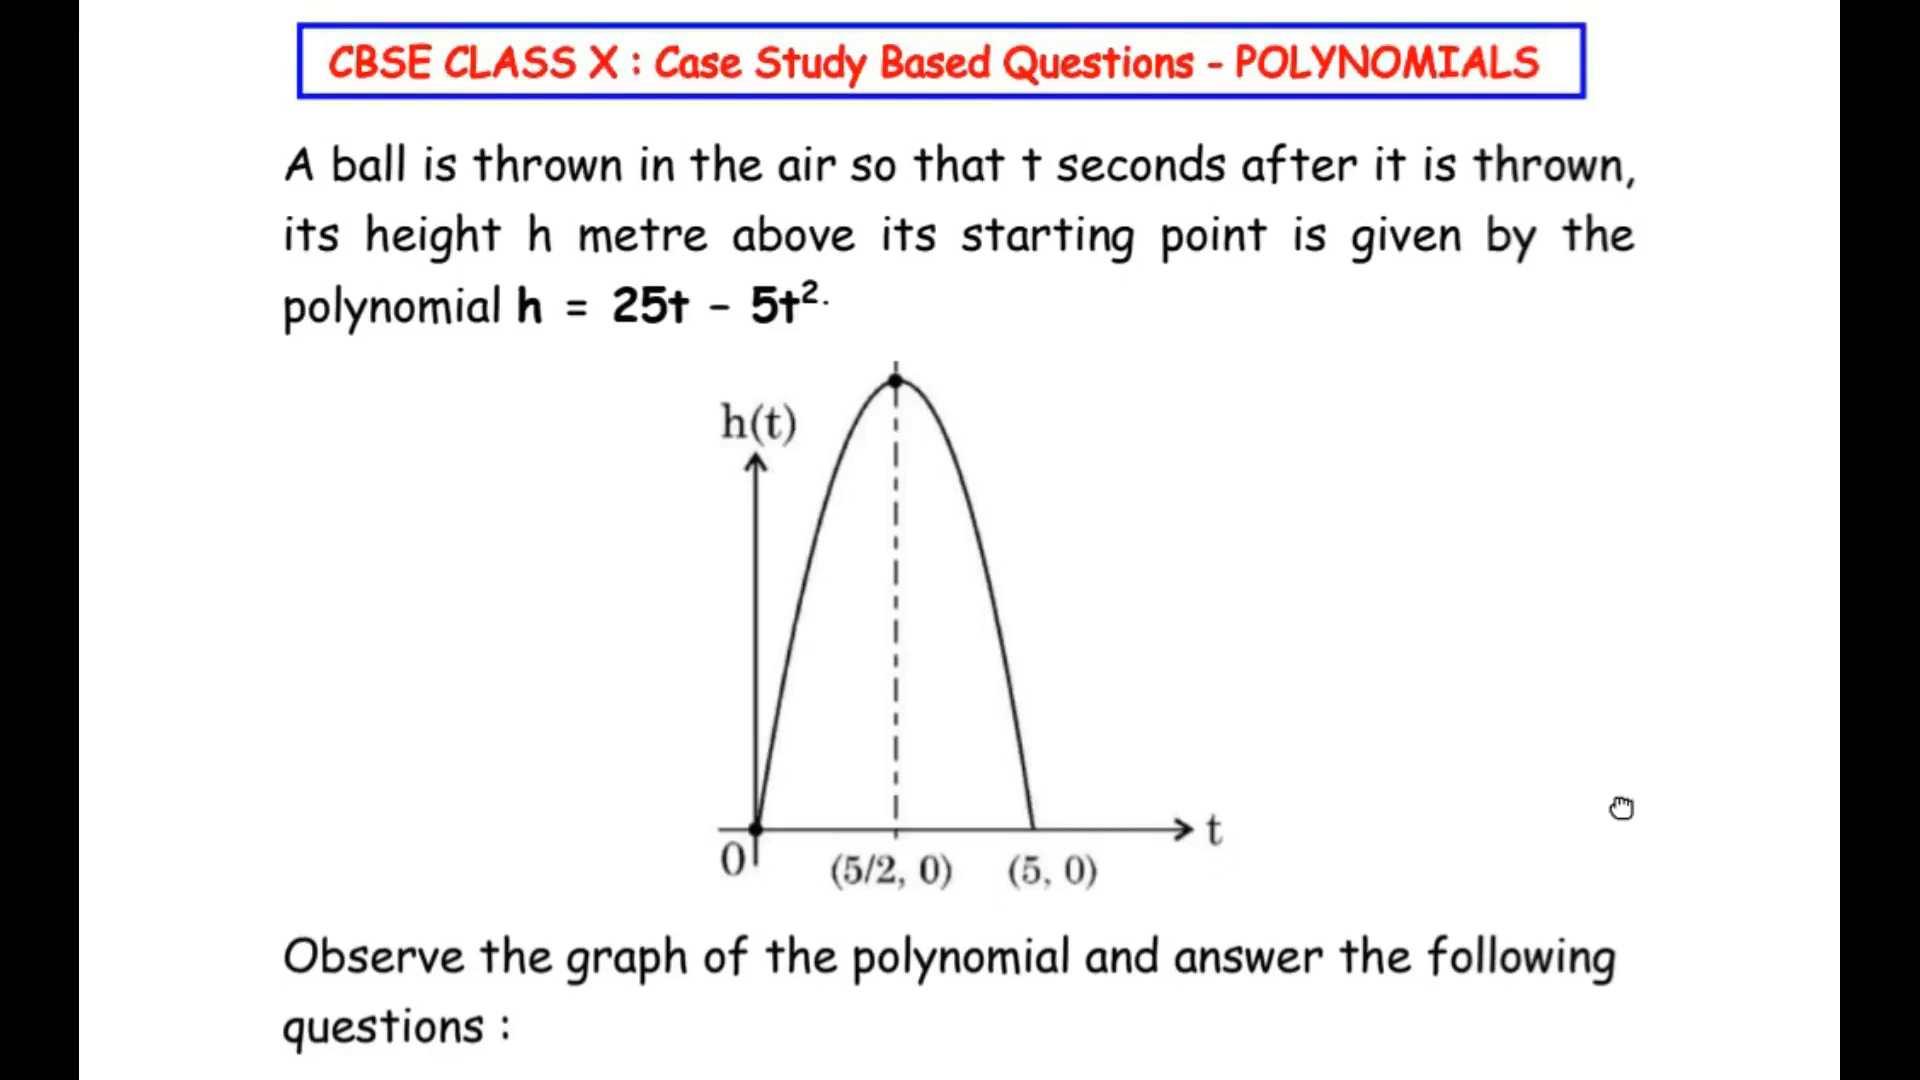 CBSE CLASS X : Case Study Based Questions - POLYNOMIALS
A ball is thrown in the air so that t seconds after it is thrown,
its height h metre above its starting point is given by the
polynomial h = 25t - 5t².
h(t)
t
0
(5/2, 0) (5, 0)
Observe the graph of the polynomial and answer the following
questions :